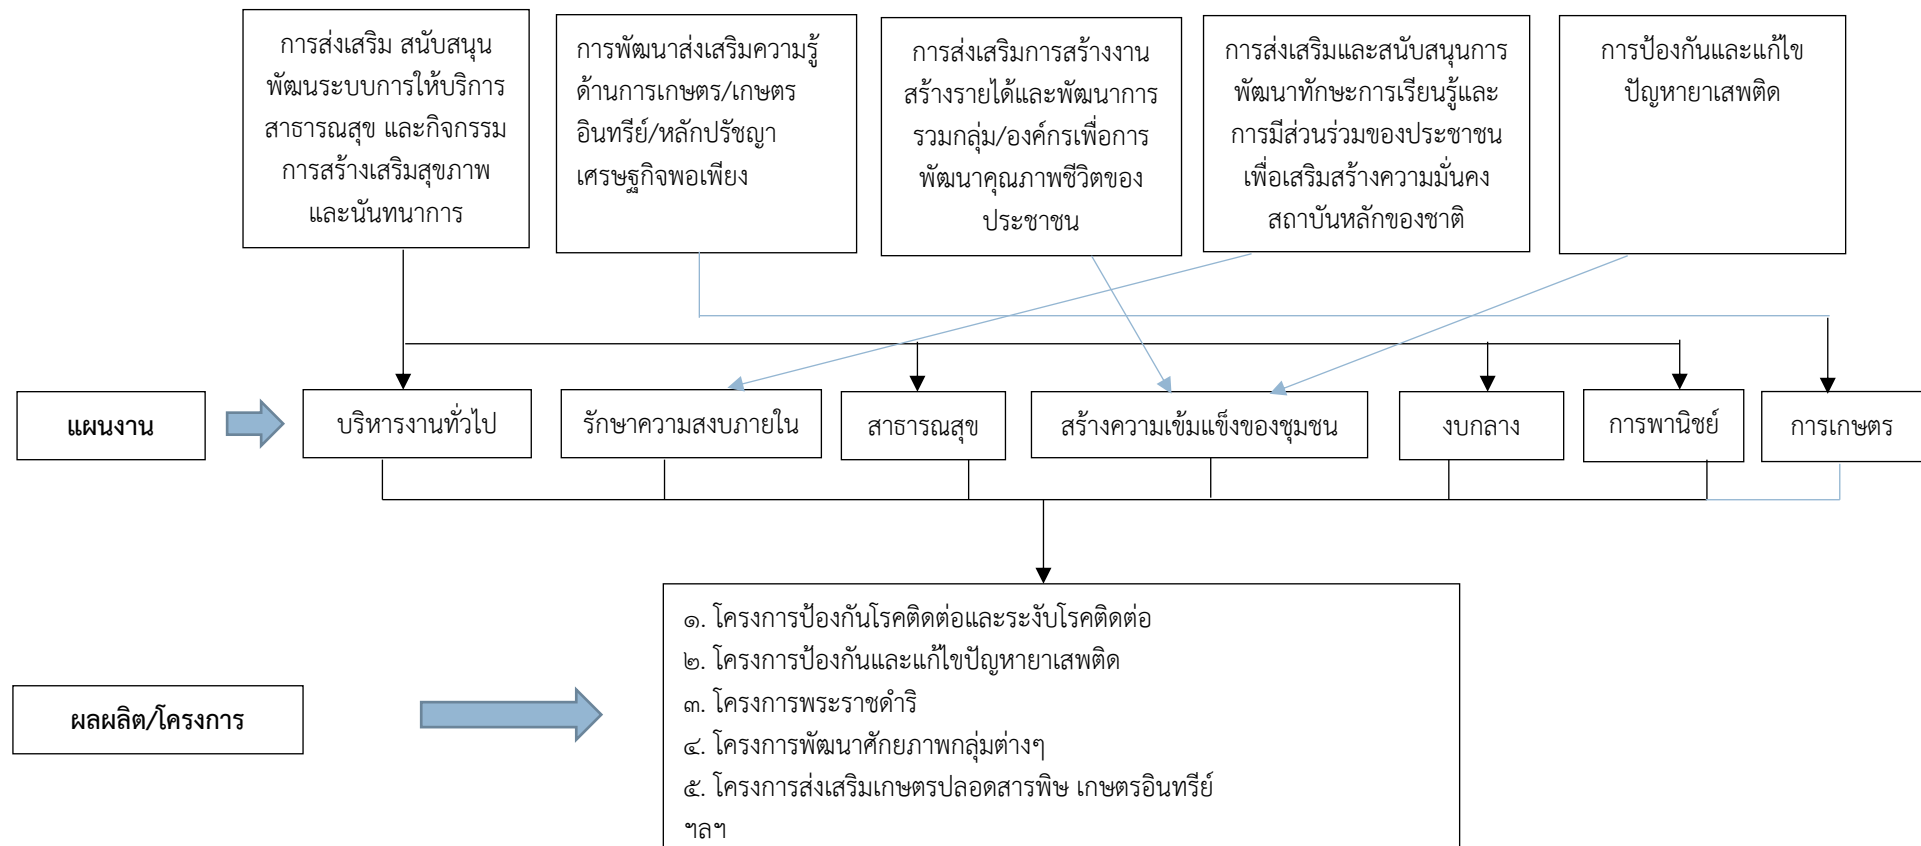 การส่งเสริม สนับสนุน
พัฒนระบบการให้บริการ
สาธารณสุข และกิจกรรม
การสร้างเสริมสุขภาพ
และนันทนาการ
การพัฒนาส่งเสริมความรู้
ด้านการเกษตร/เกษตร
อินทรีย์/หลักปรัชญา
เศรษฐกิจพอเพียง
การส่งเสริมการสร้างงาน
สร้างรายได้และพัฒนาการ
รวมกลุ่ม/องค์กรเพื่อการ
พัฒนาคุณภาพชีวิตของ
ประชาชน
การส่งเสริมและสนับสนุนการ
พัฒนาทักษะการเรียนรู้และ
การมีส่วนร่วมของประชาชน
เพื่อเสริมสร้างความมั่นคง
สถาบันหลักของชาติ
การป้องกันและแก้ไข
ปัญหายาเสพติด
แผนงาน
บริหารงานทั่วไป
รักษาความสงบภายใน
สาธารณสุข
สร้างความเข้มแข็งของชุมชน
งบกลาง
การพานิชย์
การเกษตร
ผลผลิต/โครงการ
๑. โครงการป้องกันโรคติดต่อและระงับโรคติดต่อ
๒. โครงการป้องกันและแก้ไขปัญหายาเสพติด
๓. โครงการพระราชดำริ
๔. โครงการพัฒนาศักยภาพกลุ่มต่างๆ
๕. โครงการส่งเสริมเกษตรปลอดสารพิษ เกษตรอินทรีย์
ฯลฯ